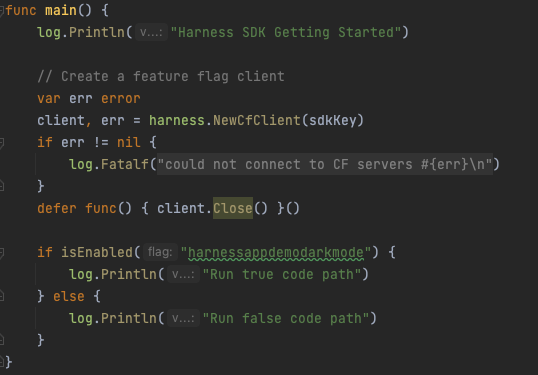 func main() {
    log.Println( v...: "Harness SDK Getting Started")

    // Create a feature flag client
    var err error
    client, err = harness.NewCfClient(sdkKey)
    if err != nil {
        log.Fatalf("could not connect to CF servers #{err}\n")
    }
    defer func() { client.Close() }()

    if isEnabled( flag: "harnessappdemodarkmode") {
        log.Println( v...: "Run true code path")
    } else {
        log.Println( v...: "Run false code path")
    }
}